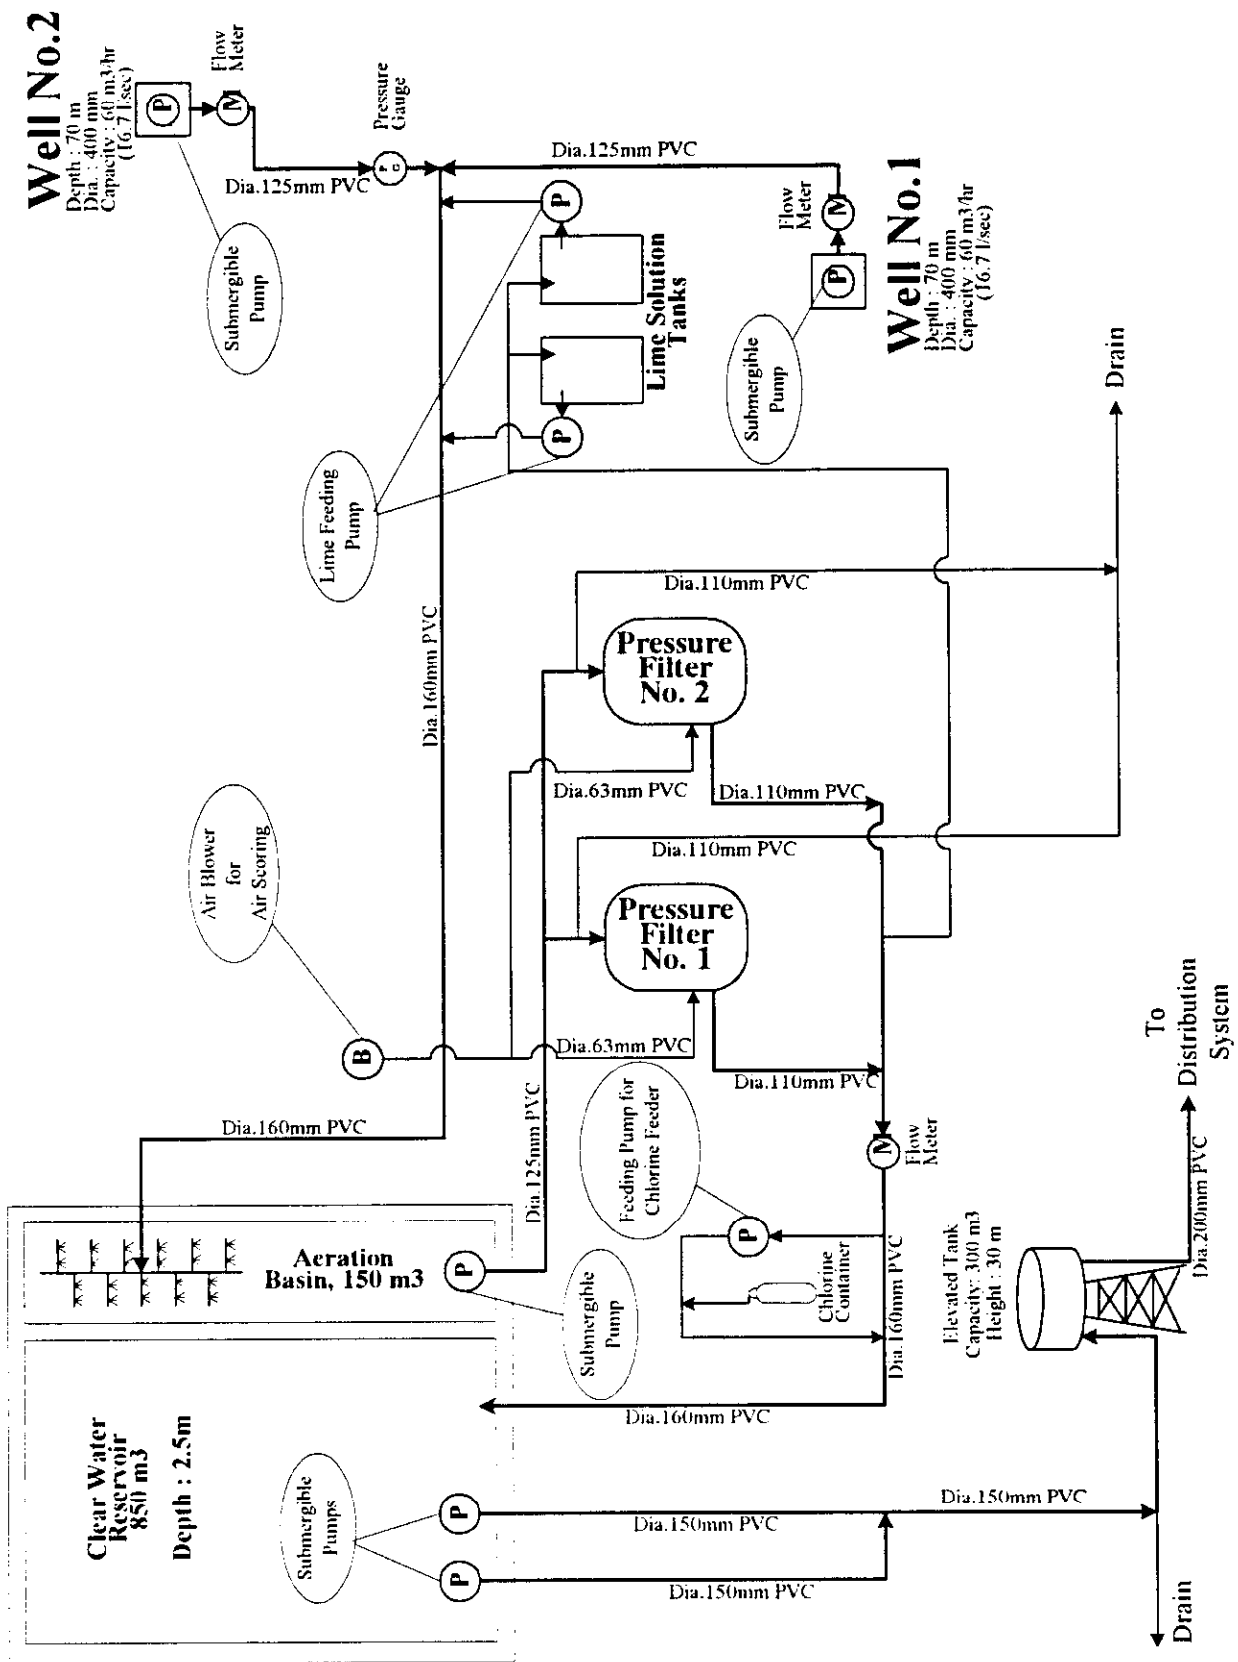 Well No.2
Depth : 70 m
Dia. : 400 mm
Capacity : 60 m3/hr
(16.7 l/sec)
P
M
Flow
Meter
Submergible
Pump
Dia.125mm PVC
P
G
Pressure
Gauge
Dia.125mm PVC
Flow
Meter
M
P
Well No.1
Depth : 70 m
Dia. : 400 mm
Capacity : 60 m3/hr
(16.7 l/sec)
Submergible
Pump
P
P
Lime Solution
Tanks
Lime Feeding
Pump
Dia.160mm PVC
Dia.160mm PVC
Air Blower
for
Air Scoring
B
Pressure
Filter
No. 2
Dia.110mm PVC
Dia.63mm PVC
Dia.110mm PVC
Pressure
Filter
No. 1
Dia.110mm PVC
Dia.63mm PVC
Dia.110mm PVC
Drain
Dia.125mm PVC
Aeration
Basin, 150 m3
P
Submergible
Pump
Feeding Pump for
Chlorine Feeder
P
M
Flow
Meter
Chlorine
Container
Dia.160mm PVC
Dia.160mm PVC
Clear Water
Reservoir
850 m3
Depth : 2.5m
Submergible
Pumps
P
P
Dia.150mm PVC
Dia.150mm PVC
Dia.150mm PVC
Elevated Tank
Capacity: 300 m3
Height : 30 m
Dia.200mm PVC
To
Distribution
System
Drain